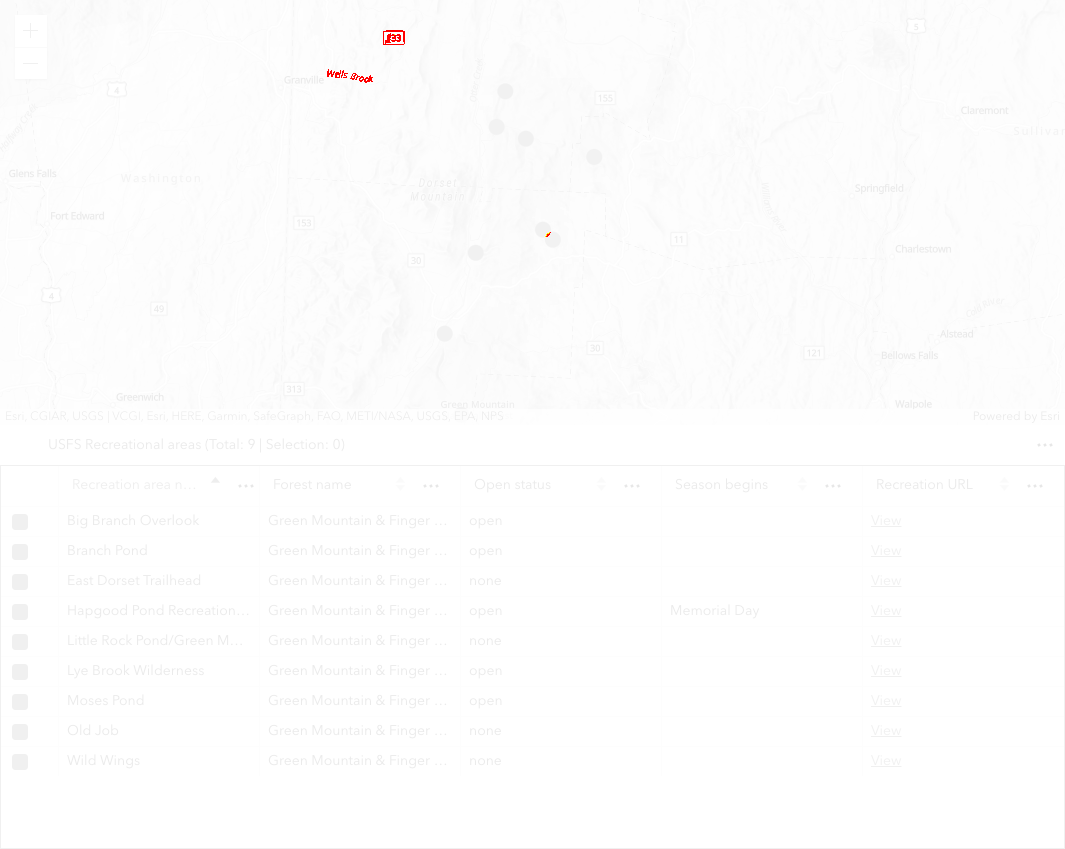 133
5
Wells Brook
Granville
4
155
Claremont
Glens Falls
Washington
Dorset
Mountain
Springfield
Fort Edward
153
11
Charlestown
30
4
49
Alstead
30
121
Bellows Falls
313
Greenwich
Green Mountain
Walpole
Esri, CGIAR, USGS | VCGI, Esri, HERE, Garmin, SafeGraph, FAO, METI/NASA, USGS, EPA, NPS
Powered by Esri
USFS Recreational areas (Total: 9 | Selection: 0)
Recreation area n... Forest name Open status Season begins Recreation URL
Big Branch Overlook Green Mountain & Finger ... open View
Branch Pond Green Mountain & Finger ... open View
East Dorset Trailhead Green Mountain & Finger ... none View
Hapgood Pond Recreation... Green Mountain & Finger ... open Memorial Day View
Little Rock Pond/Green M... Green Mountain & Finger ... none View
Lye Brook Wilderness Green Mountain & Finger ... open View
Moses Pond Green Mountain & Finger ... open View
Old Job Green Mountain & Finger ... none View
Wild Wings Green Mountain & Finger ... none View